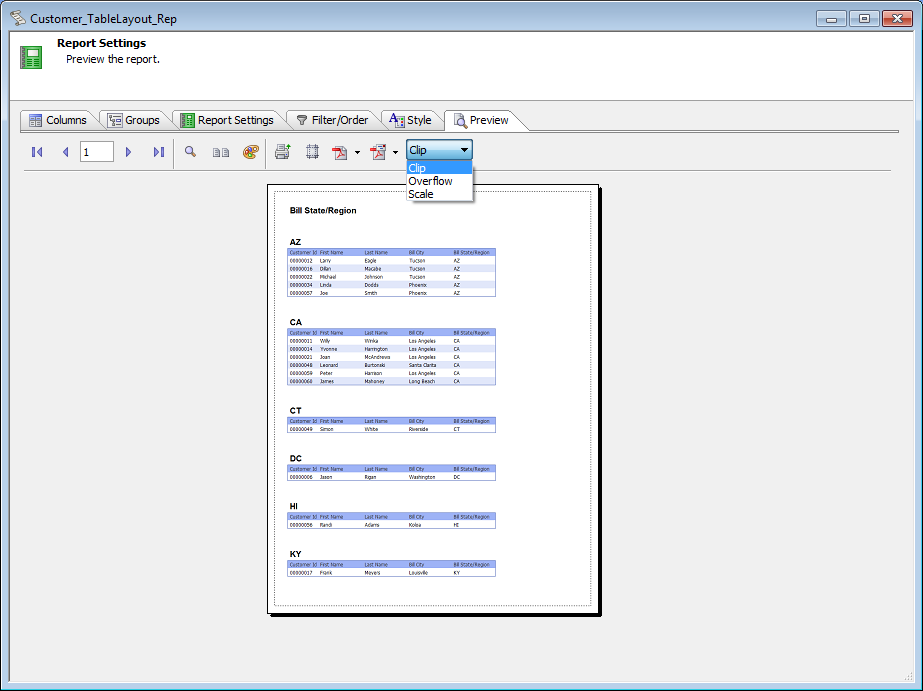 Customer_TableLayout_Rep
Report Settings
Preview the report.
Columns Groups Report Settings Filter/Order Style Preview
1 Clip
Clip
Overflow
Scale
Bill State/Region
AZ
Customer Id First Name Last Name Bill City Bill State/Region
00000012 Larry Eagle Tucson AZ
00000016 Dillan Macabe Tucson AZ
00000022 Michael Johnson Tucson AZ
00000034 Linda Dodds Phoenix AZ
00000057 Joe Smith Phoenix AZ
CA
Customer Id First Name Last Name Bill City Bill State/Region
00000011 Willy Winka Los Angeles CA
00000014 Yvonne Harrington Los Angeles CA
00000021 Joan McAndrews Los Angeles CA
00000048 Leonard Burtonski Santa Clarita CA
00000059 Peter Harrison Los Angeles CA
00000060 James Mahoney Long Beach CA
CT
Customer Id First Name Last Name Bill City Bill State/Region
00000049 Simon White Riverside CT
DC
Customer Id First Name Last Name Bill City Bill State/Region
00000006 Jason Rigan Washington DC
HI
Customer Id First Name Last Name Bill City Bill State/Region
00000056 Randi Adams Koloa HI
KY
Customer Id First Name Last Name Bill City Bill State/Region
00000017 Frank Meyers Louisville KY